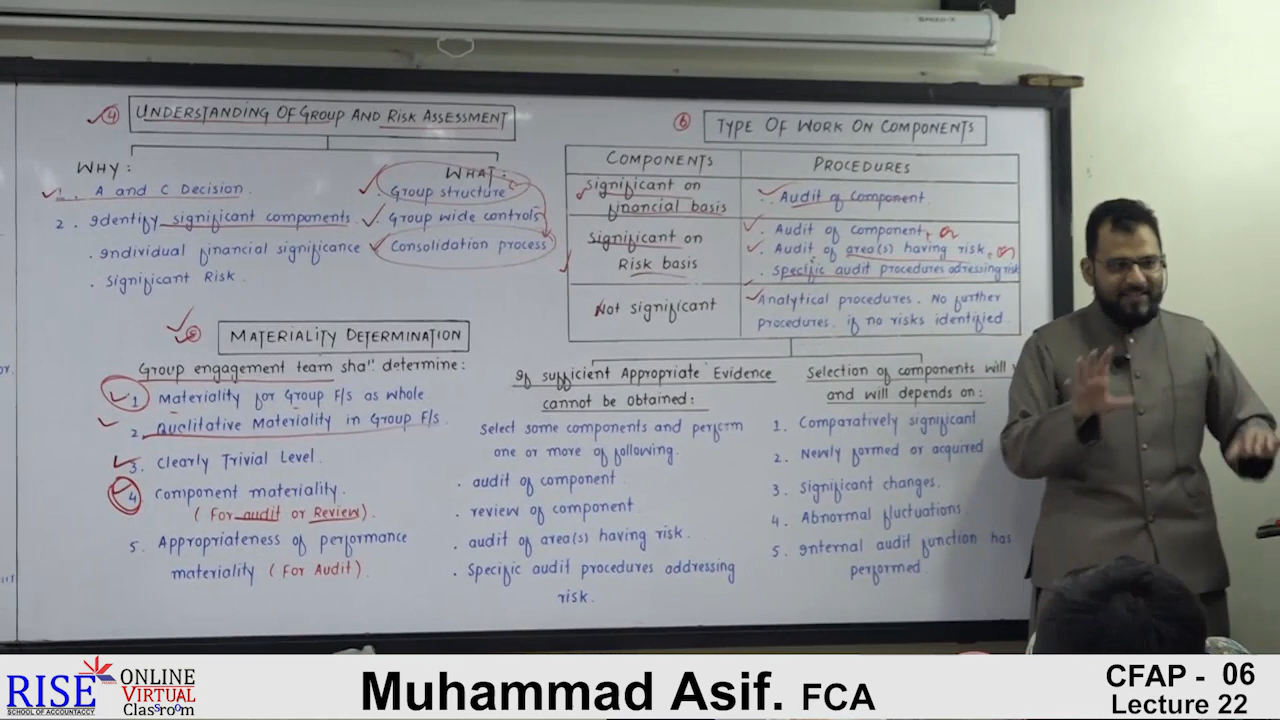 ④ UNDERSTANDING OF GROUP AND RISK ASSESSMENT
WHY:
1. A and C Decision
2. Identify significant components
. Individual financial significance
. Significant Risk.
WHAT:
Group structure
Group wide controls
Consolidation process
MATERIALITY DETERMINATION
Group engagement team shall determine:
1 Materiality for Group F/s as whole
2. Qualitative Materiality in Group F/s.
3. Clearly Trivial Level.
4 Component materiality.
(For audit or Review).
5. Appropriateness of performance
materiality (For Audit).
⑥ TYPE OF WORK ON COMPONENTS
COMPONENTS PROCEDURES
Significant on
financial basis
. Audit of component.
Significant on
Risk basis
. Audit of component, or
. Audit of area(s) having risk, or
. Specific audit procedures adressing risk
Not significant
Analytical procedures. No further
procedures. if no risks identified.
If sufficient Appropriate Evidence
cannot be obtained:
Select some components and perform
one or more of following.
. audit of component
. review of component
. audit of area(s) having risk.
. Specific audit procedures addressing
risk.
Selection of components will
and will depends on:
1. Comparatively significant
2. Newly formed or acquired
3. Significant changes.
4. Abnormal fluctuations.
5. Internal audit function has
performed
RISE
SCHOOL OF ACCOUNTANCY
ONLINE
VIRTUAL
Classroom
Muhammad Asif. FCA
CFAP - 06
Lecture 22